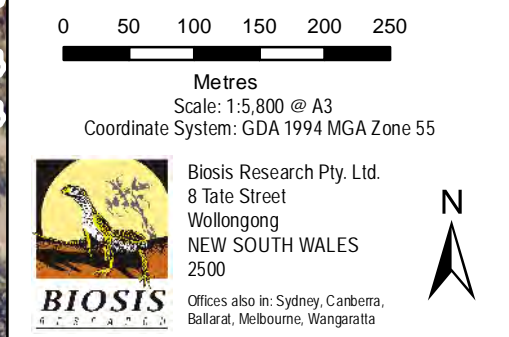 0 50 100 150 200 250
Metres
Scale: 1:5,800 @ A3
Coordinate System: GDA 1994 MGA Zone 55
Biosis Research Pty. Ltd.
8 Tate Street
Wollongong
NEW SOUTH WALES
2500
Offices also in: Sydney, Canberra,
Ballarat, Melbourne, Wangaratta
N
BIOSIS
RESEARCH